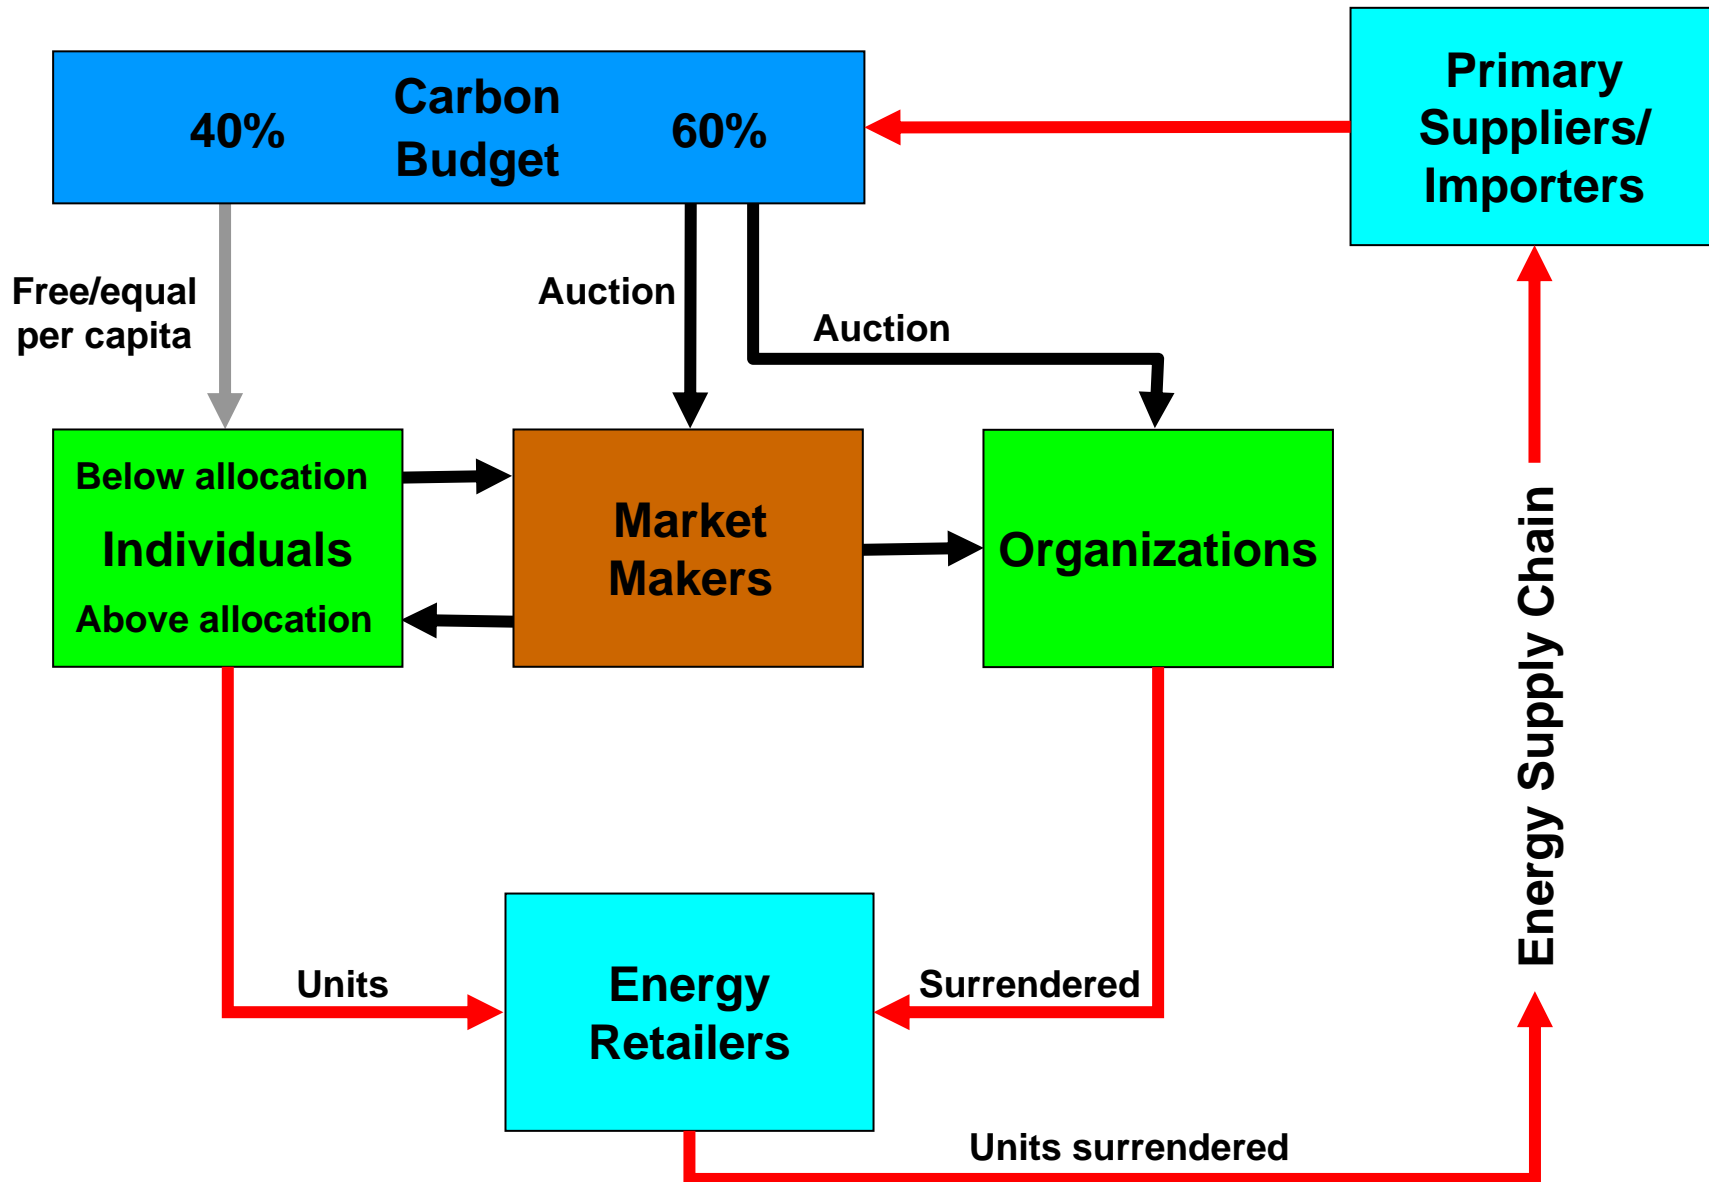 Carbon
Budget
40%
60%
Primary
Suppliers/
Importers
Free/equal
per capita
Auction
Auction
Below allocation
Individuals
Above allocation
Market
Makers
Organizations
Energy Supply Chain
Units
Energy
Retailers
Surrendered
Units surrendered